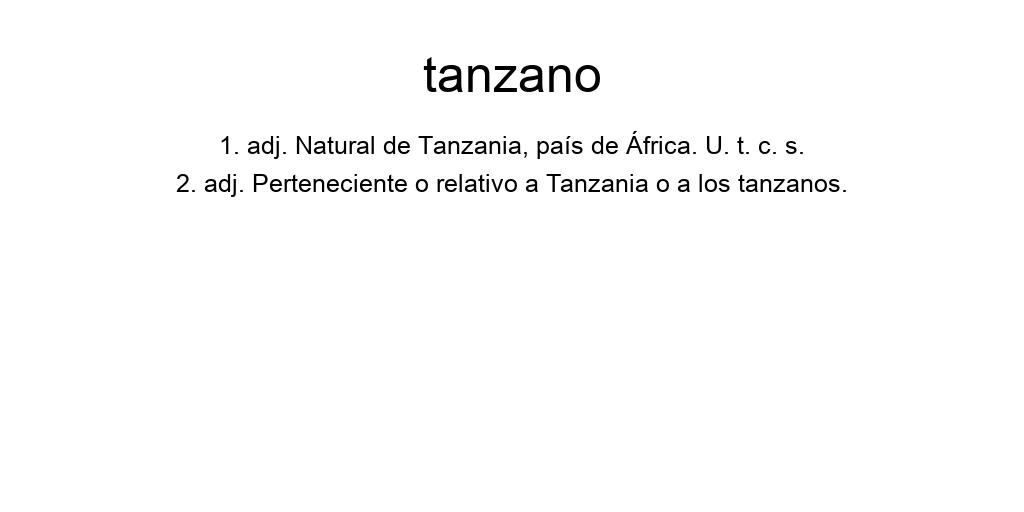 tanzano
1. adj. Natural de Tanzania, país de África. U. t. c. s.
2. adj. Perteneciente o relativo a Tanzania o a los tanzanos.